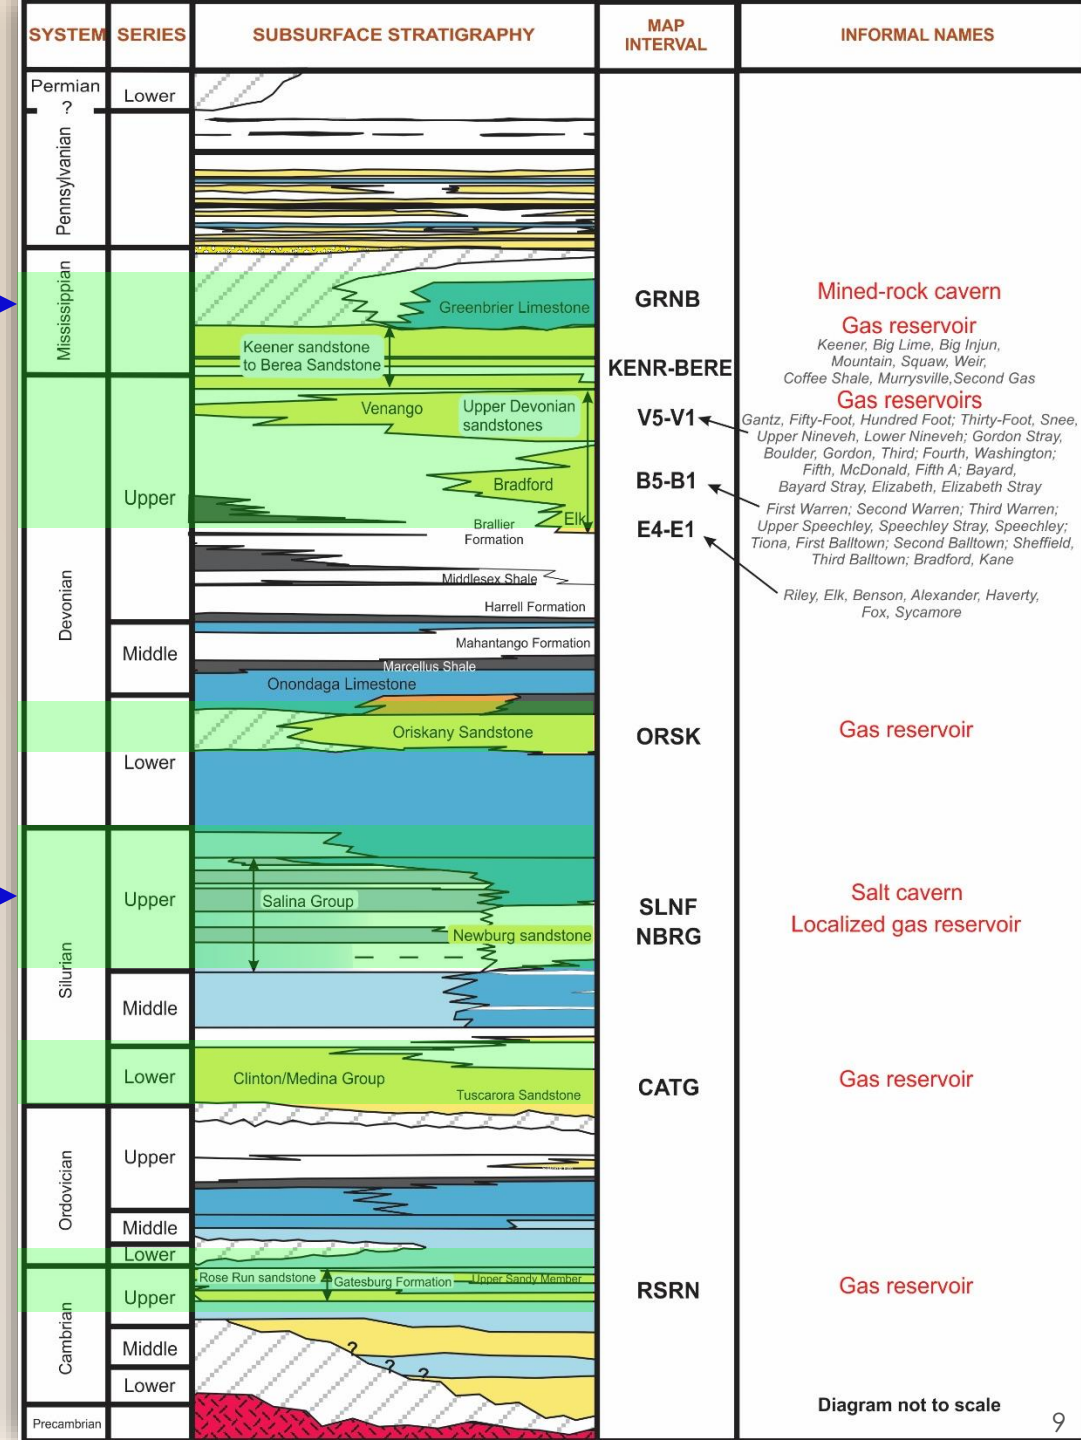 SYSTEM
SERIES
SUBSURFACE STRATIGRAPHY
MAP
INTERVAL
INFORMAL NAMES
Permian
?
Lower
Pennsylvanian
Mississippian
Greenbrier Limestone
GRNB
Mined-rock cavern
Keener sandstone
to Berea Sandstone
KENR-BERE
Gas reservoir
Keener, Big Lime, Big Injun,
Mountain, Squaw, Weir,
Coffee Shale, Murrysville,Second Gas
Devonian
Upper
Venango
Upper Devonian
sandstones
V5-V1
Gas reservoirs
Gantz, Fifty-Foot, Hundred Foot; Thirty-Foot, Snee,
Upper Nineveh, Lower Nineveh; Gordon Stray,
Boulder, Gordon, Third; Fourth, Washington;
Fifth, McDonald, Fifth A; Bayard,
Bayard Stray, Elizabeth, Elizabeth Stray
Bradford
B5-B1
First Warren; Second Warren; Third Warren;
Upper Speechley, Speechley Stray, Speechley;
Tiona, First Balltown; Second Balltown; Sheffield,
Third Balltown; Bradford, Kane
Elk
E4-E1
Riley, Elk, Benson, Alexander, Haverty,
Fox, Sycamore
Brallier
Formation
Middlesex Shale
Harrell Formation
Middle
Mahantango Formation
Marcellus Shale
Onondaga Limestone
Lower
Oriskany Sandstone
ORSK
Gas reservoir
Silurian
Upper
Salina Group
SLNF
Salt cavern
Newburg sandstone
NBRG
Localized gas reservoir
Middle
Lower
Clinton/Medina Group
Tuscarora Sandstone
CATG
Gas reservoir
Ordovician
Upper
Middle
Lower
Cambrian
Upper
Rose Run sandstone
Gatesburg Formation
Upper Sandy Member
RSRN
Gas reservoir
Middle
Lower
?
?
?
Precambrian
Diagram not to scale
9